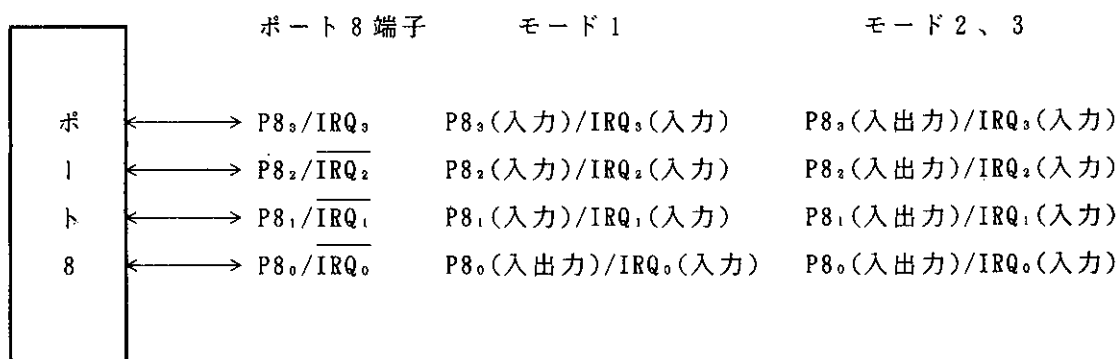 ポート8端子 モード1 モード2、3
ポート8
P8₃/IRQ₃ P8₃(入力)/IRQ₃(入力) P8₃(入出力)/IRQ₃(入力)
P8₂/I̅R̅Q̅₂̅ P8₂(入力)/IRQ₂(入力) P8₂(入出力)/IRQ₂(入力)
P8₁/I̅R̅Q̅₁̅ P8₁(入力)/IRQ₁(入力) P8₁(入出力)/IRQ₁(入力)
P8₀/I̅R̅Q̅₀̅ P8₀(入出力)/IRQ₀(入力) P8₀(入出力)/IRQ₀(入力)